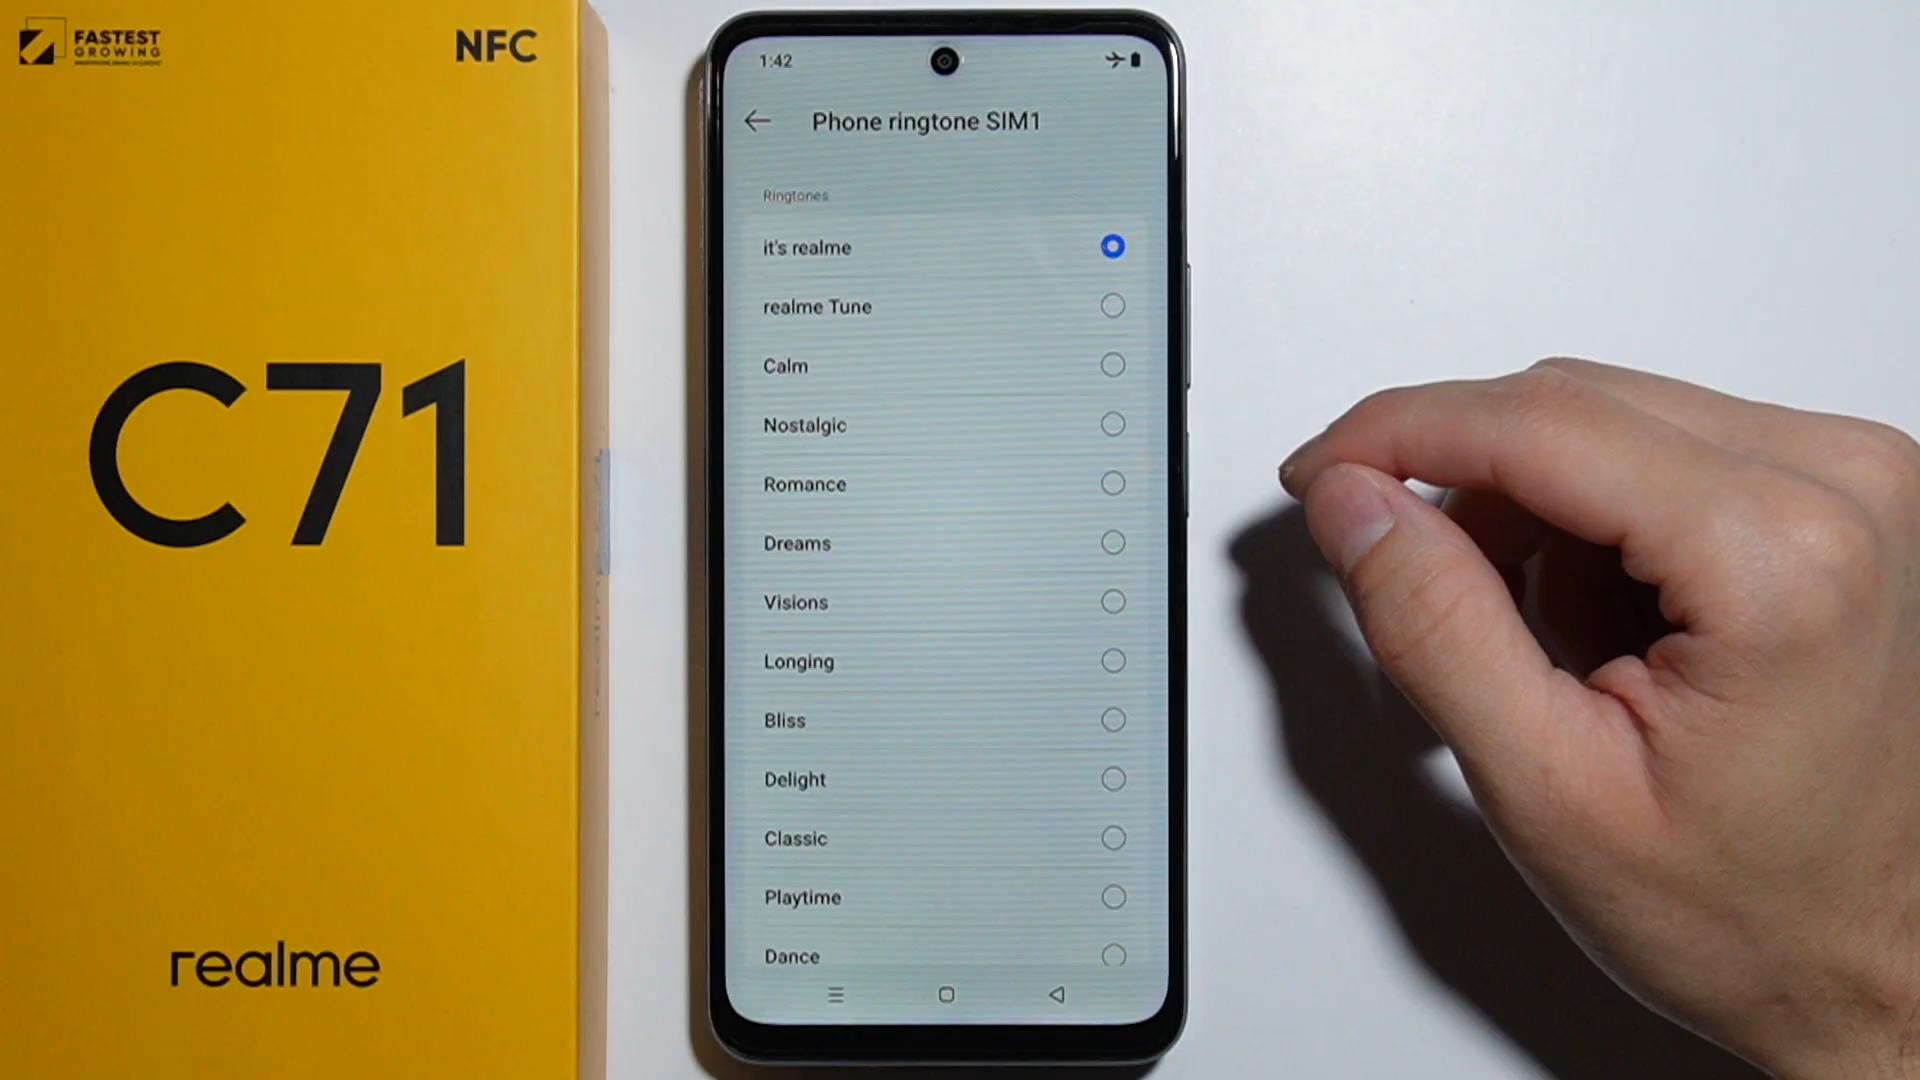 FASTEST
GROWING
NFC
C71
realme
1:42
Phone ringtone SIM1
Ringtones
it's realme
realme Tune
Calm
Nostalgic
Romance
Dreams
Visions
Longing
Bliss
Delight
Classic
Playtime
Dance